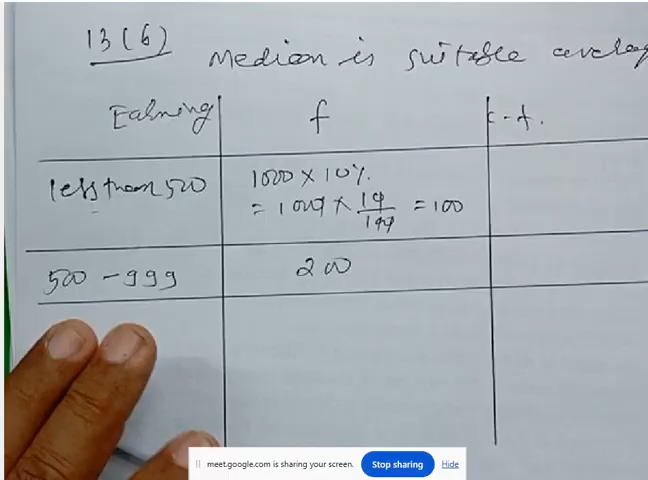 13(6) Median is suitable
Earning f c.f.
less than 500 1000 × 10%
= 1000 × 10/100 = 100
500 - 999 200
meet.google.com is sharing your screen. Stop sharing Hide